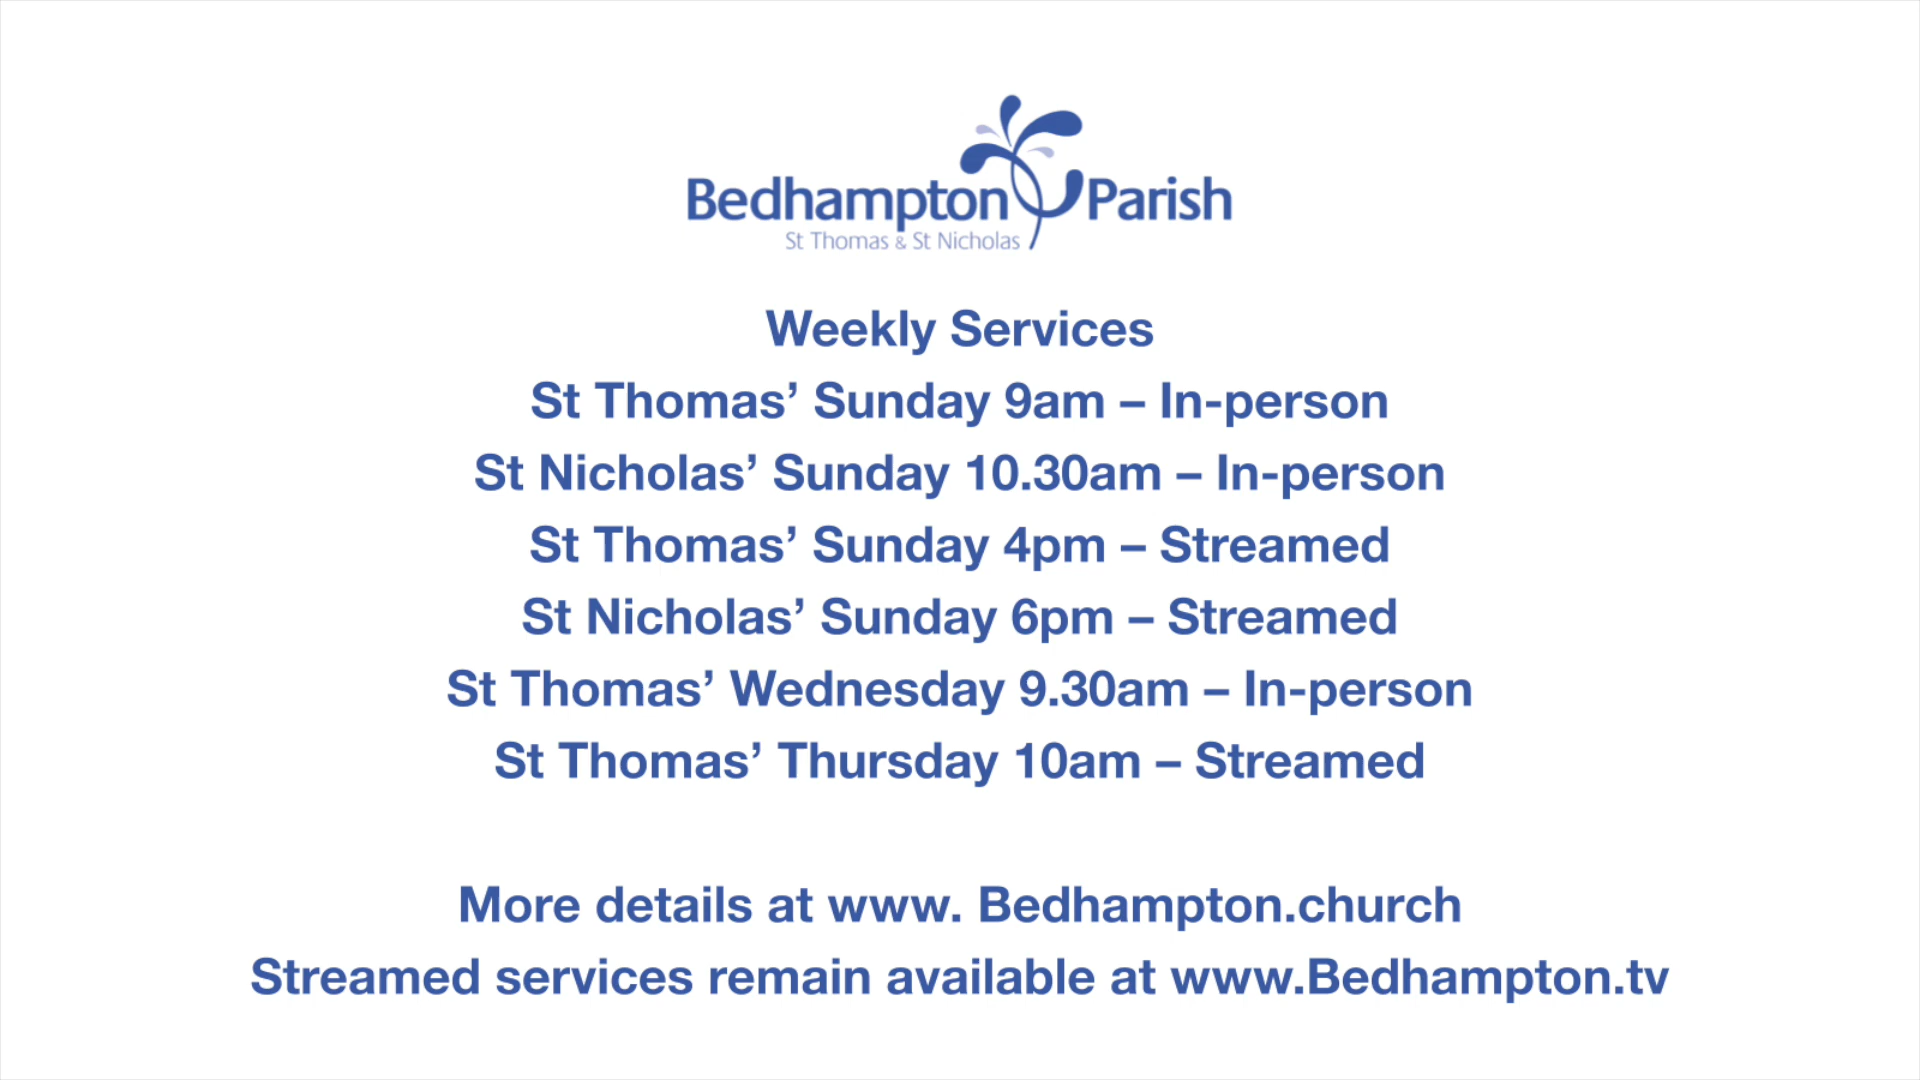 Bedhampton Parish
St Thomas & St Nicholas
Weekly Services
St Thomas’ Sunday 9am – In-person
St Nicholas’ Sunday 10.30am – In-person
St Thomas’ Sunday 4pm – Streamed
St Nicholas’ Sunday 6pm – Streamed
St Thomas’ Wednesday 9.30am – In-person
St Thomas’ Thursday 10am – Streamed
More details at www. Bedhampton.church
Streamed services remain available at www.Bedhampton.tv